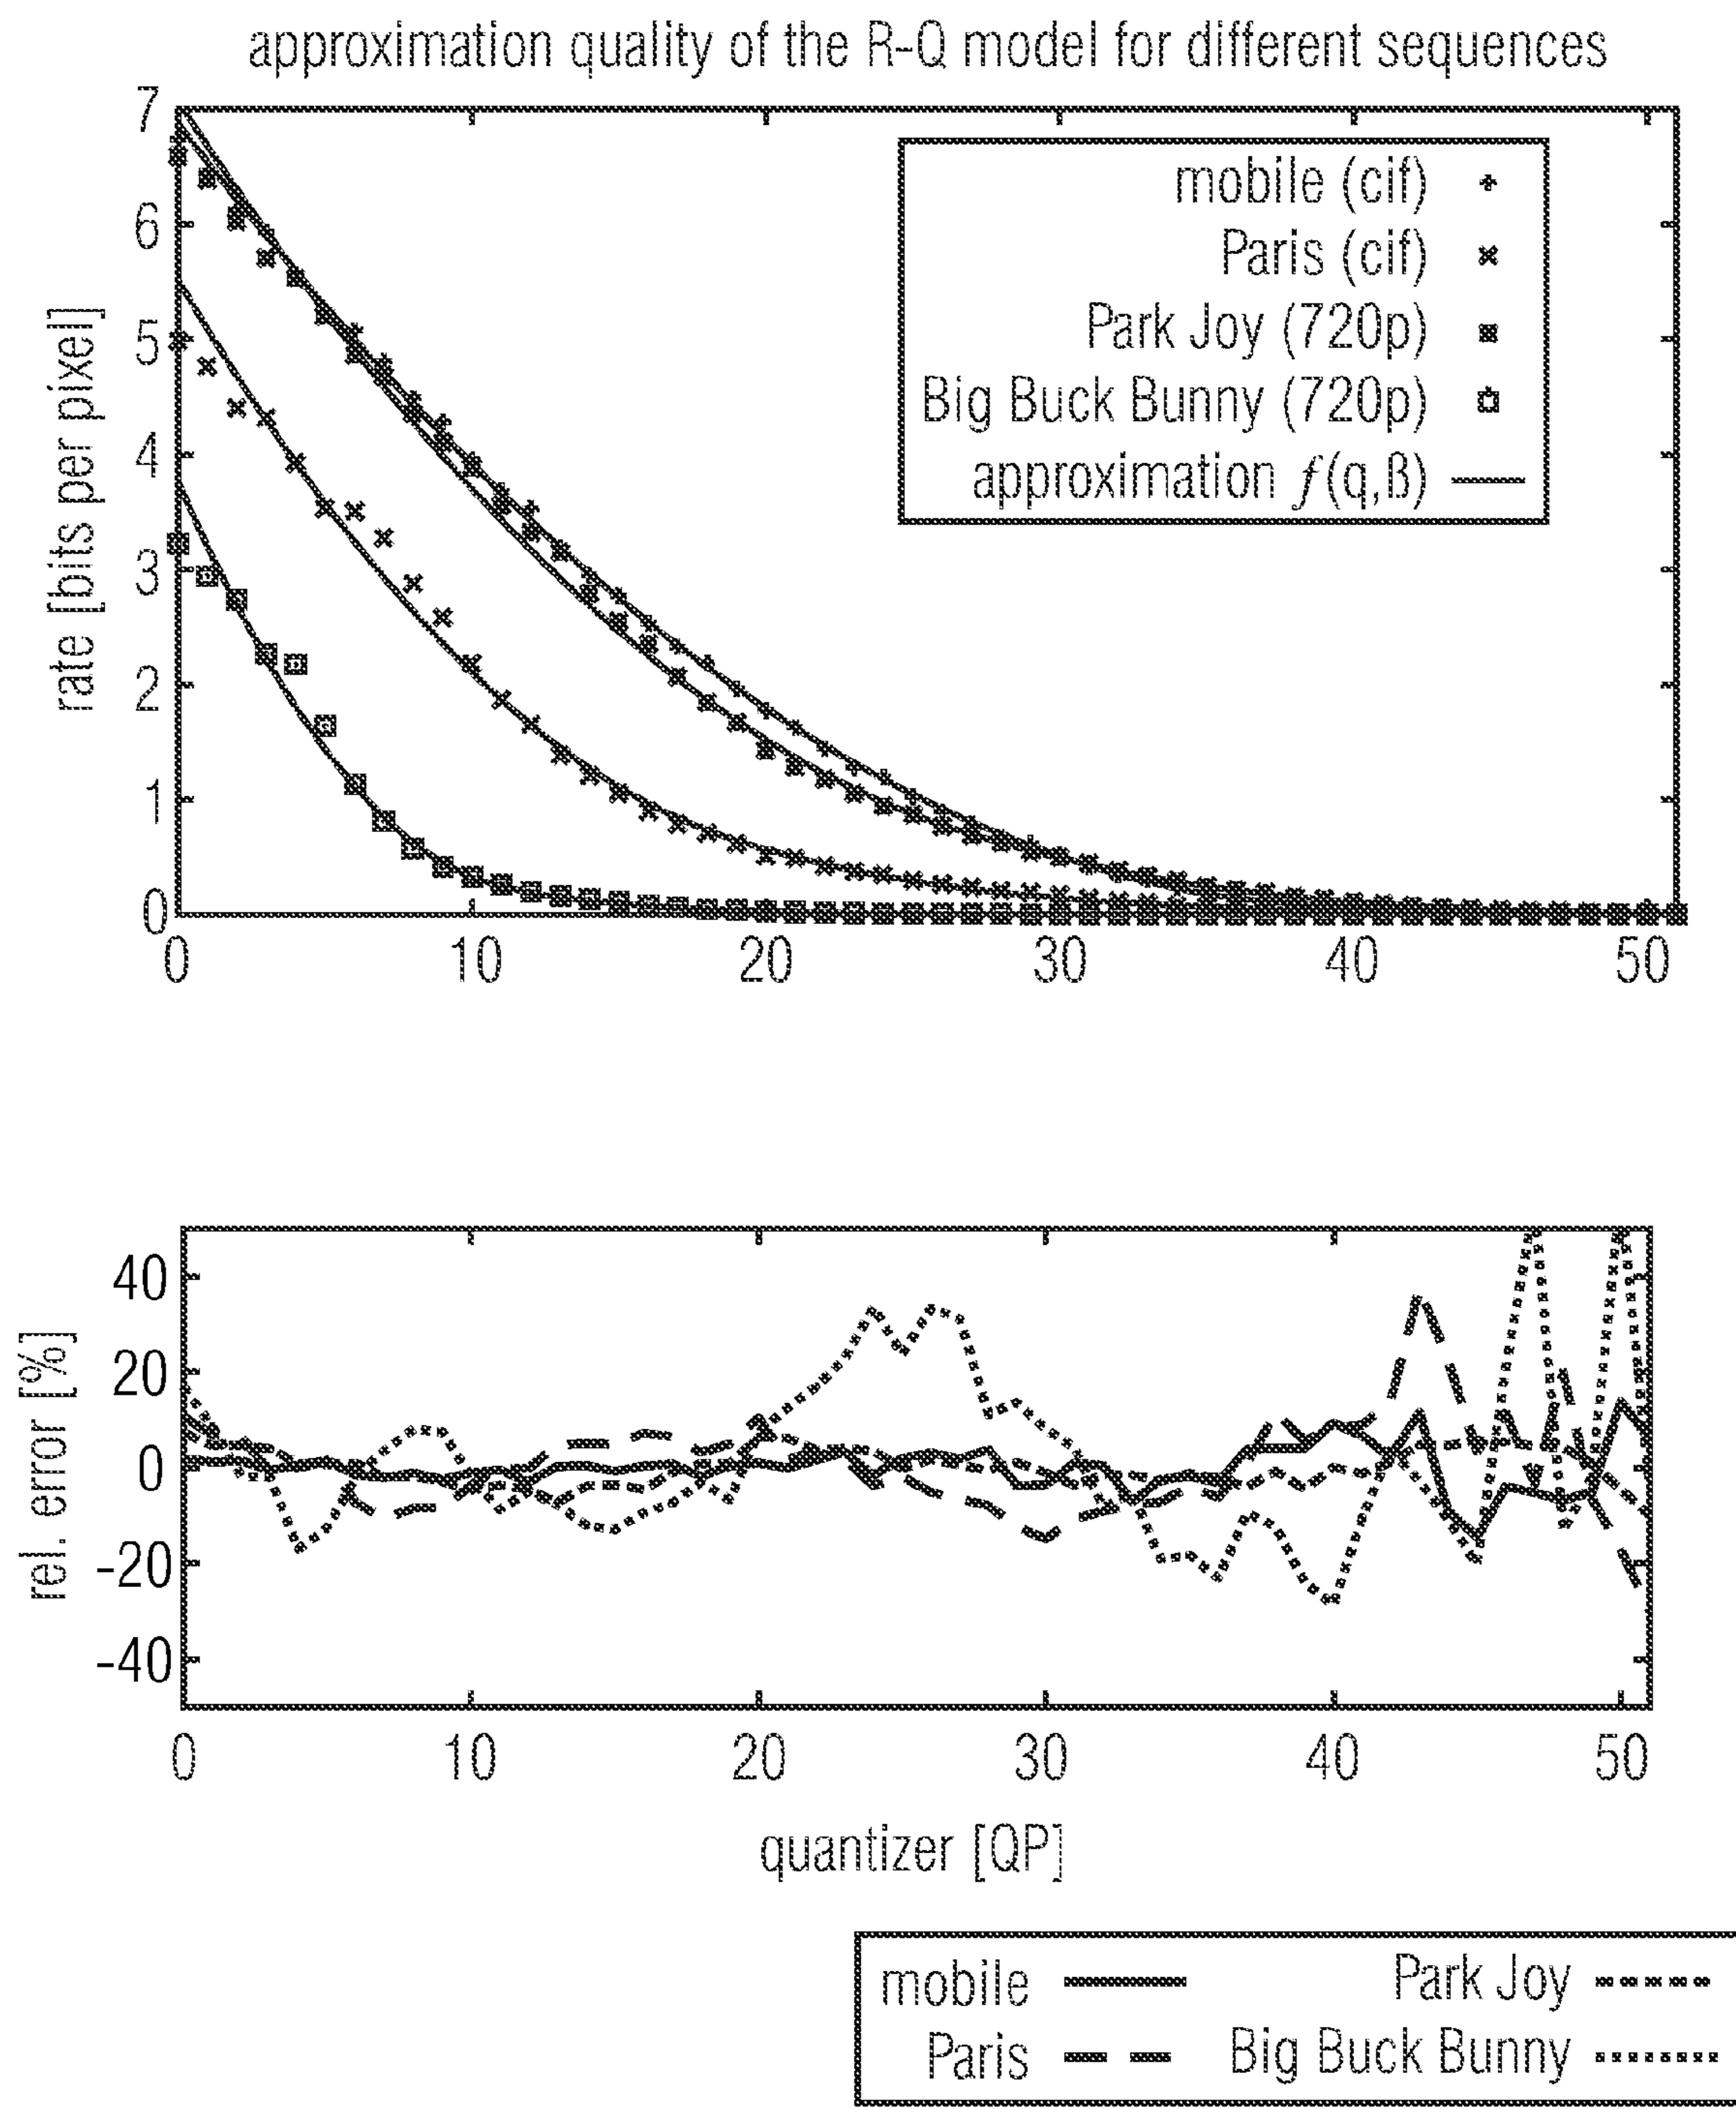 approximation quality of the R-Q model for different sequences
7
6
5
4
3
2
1
0
rate [bits per pixel]
mobile (cif)
Paris (cif)
Park Joy (720p)
Big Buck Bunny (720p)
approximation f(q,ß)
0 10 20 30 40 50
40
20
0
-20
-40
rel. error [%]
0 10 20 30 40 50
quantizer [QP]
mobile Park Joy
Paris Big Buck Bunny